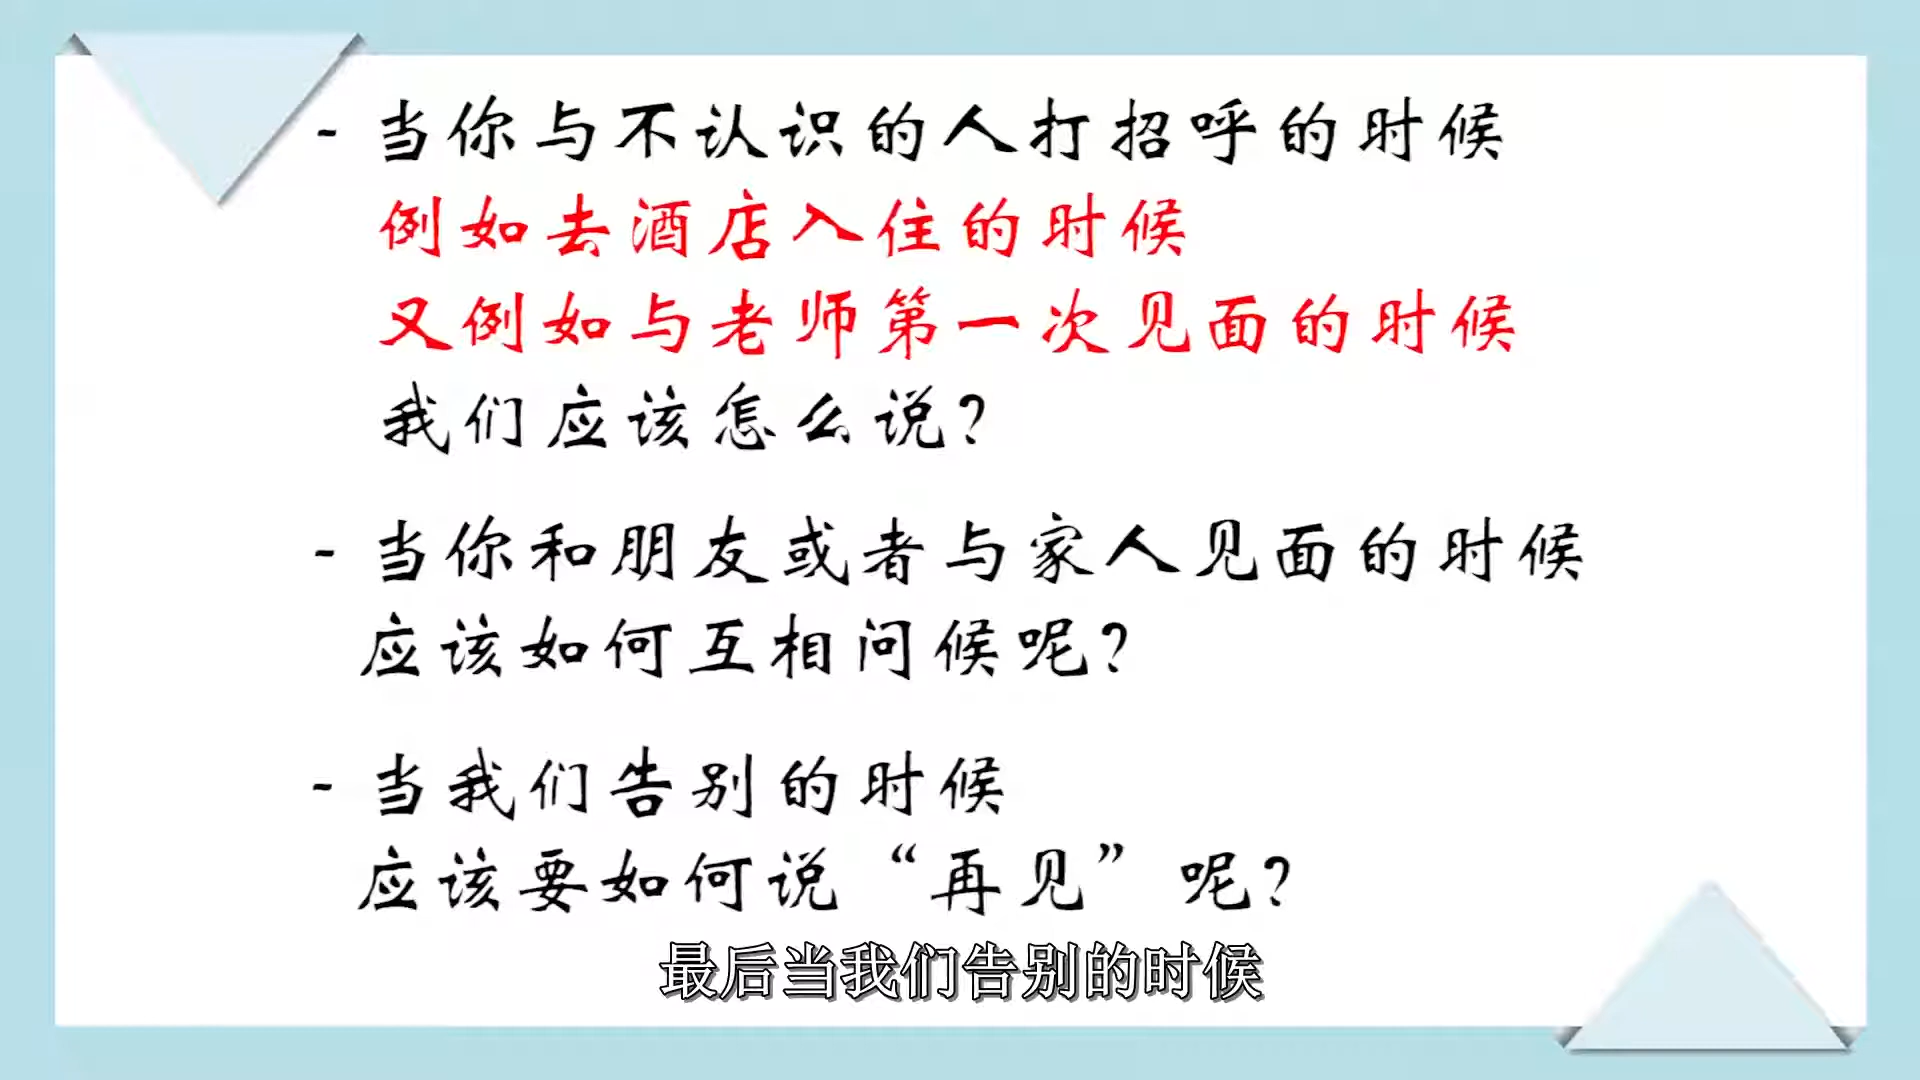 - 当你与不认识的人打招呼的时候
例如去酒店入住的时候
又例如与老师第一次见面的时候
我们应该怎么说?
- 当你和朋友或者与家人见面的时候
应该如何互相问候呢?
- 当我们告别的时候
应该要如何说“再见”呢?
最后当我们告别的时候